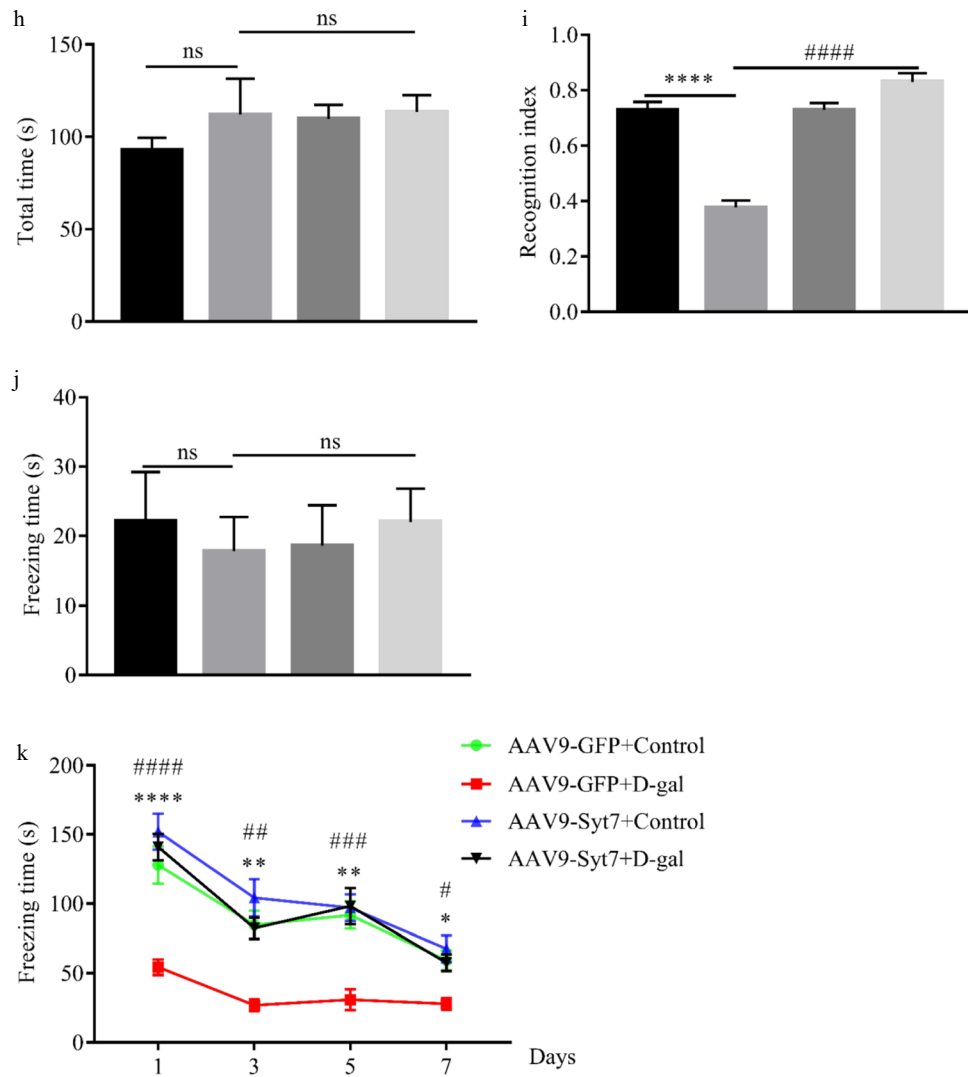 h
ns
ns
150
100
50
0
Total time (s)
i
####
****
0.8
0.6
0.4
0.2
0.0
Recognition index
j
40
30
20
10
0
Freezing time (s)
ns
ns
k
AAV9-GFP+Control
AAV9-GFP+D-gal
AAV9-Syt7+Control
AAV9-Syt7+D-gal
200
150
100
50
0
Freezing time (s)
####
****
##
**
###
**
#
*
1
3
5
7
Days